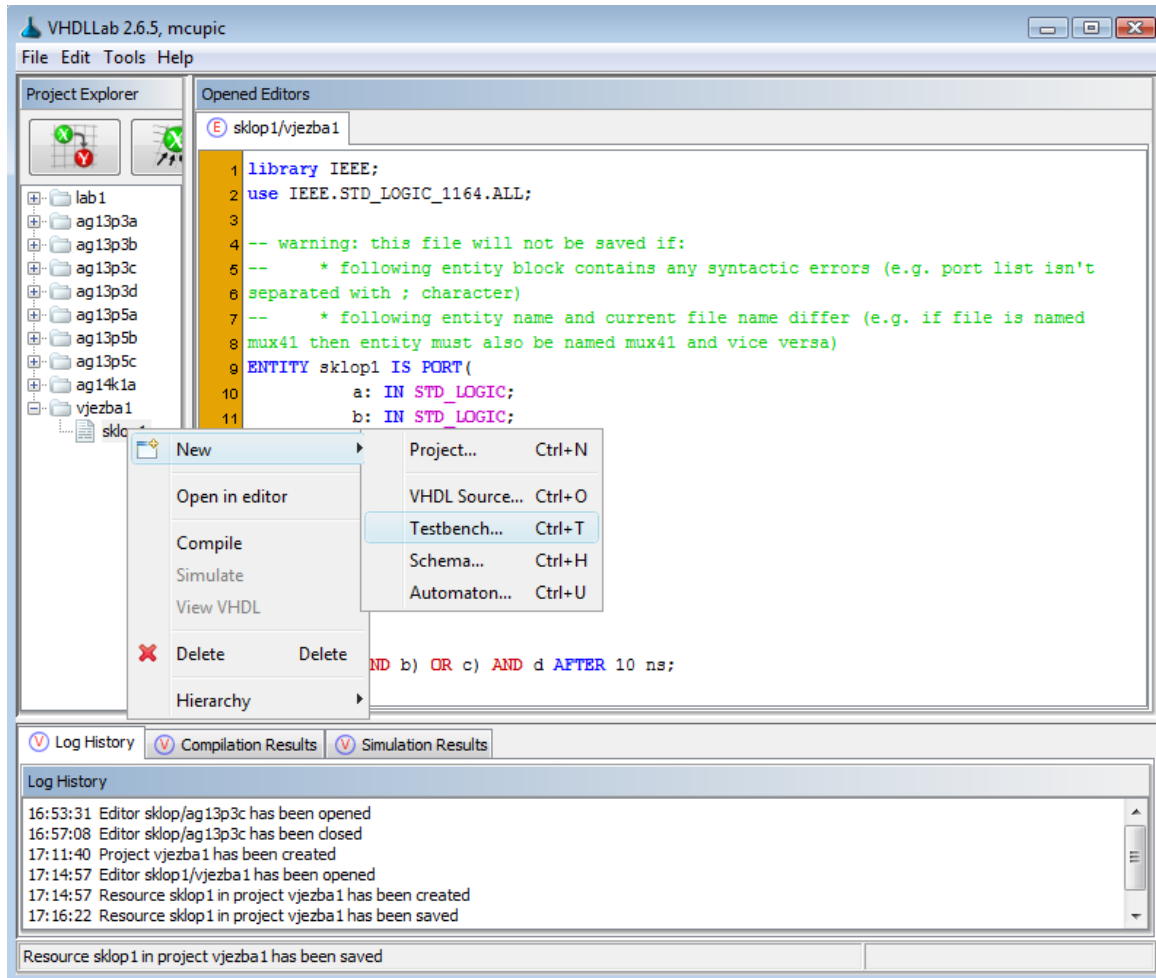 VHDLLab 2.6.5, mcupic
File Edit Tools Help
Project Explorer
Opened Editors
E sklop1/vjezba1
X
Y
X
lab1
ag13p3a
ag13p3b
ag13p3c
ag13p3d
ag13p5a
ag13p5b
ag13p5c
ag14k1a
vjezba1
1 library IEEE;
2 use IEEE.STD_LOGIC_1164.ALL;
3
4 -- warning: this file will not be saved if:
5 -- * following entity block contains any syntactic errors (e.g. port list isn't
6 separated with ; character)
7 -- * following entity name and current file name differ (e.g. if file is named
8 mux41 then entity must also be named mux41 and vice versa)
9 ENTITY sklop1 IS PORT(
10 a: IN STD_LOGIC;
11 b: IN STD_LOGIC;
New
Open in editor
Compile
Simulate
View VHDL
Delete Delete
Hierarchy
Project... Ctrl+N
VHDL Source... Ctrl+O
Testbench... Ctrl+T
Schema... Ctrl+H
Automaton... Ctrl+U
ND b) OR c) AND d AFTER 10 ns;
V Log History
V Compilation Results
V Simulation Results
Log History
16:53:31 Editor sklop/ag13p3c has been opened
16:57:08 Editor sklop/ag13p3c has been closed
17:11:40 Project vjezba1 has been created
17:14:57 Editor sklop1/vjezba1 has been opened
17:14:57 Resource sklop1 in project vjezba1 has been created
17:16:22 Resource sklop1 in project vjezba1 has been saved
Resource sklop1 in project vjezba1 has been saved